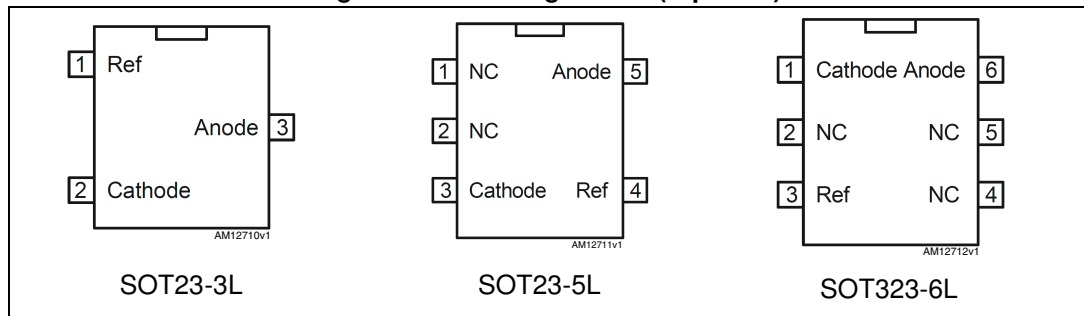 1 Ref
Anode 3
2 Cathode
AM12710v1
SOT23-3L
1 NC Anode 5
2 NC
3 Cathode Ref 4
AM12711v1
SOT23-5L
1 Cathode Anode 6
2 NC NC 5
3 Ref NC 4
AM12712v1
SOT323-6L